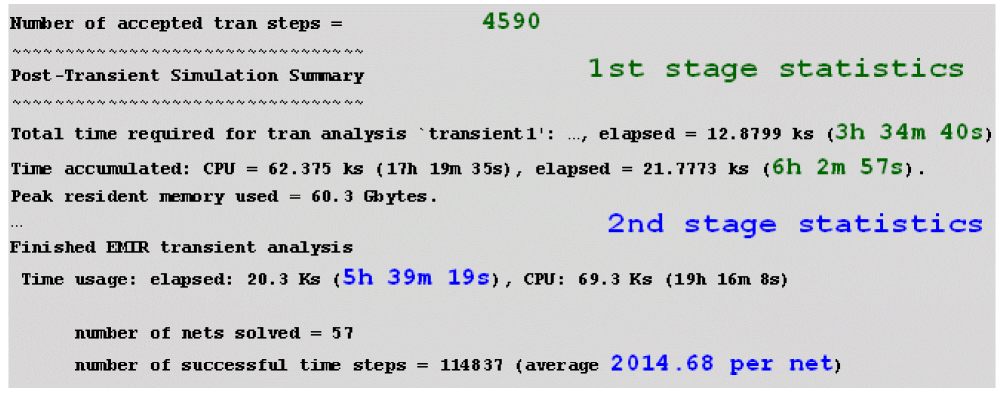 Number of accepted tran steps = 4590
~~~~~~~~~~~~~~~~~~~~~~~~~~~~~~~~~
Post-Transient Simulation Summary
1st stage statistics
~~~~~~~~~~~~~~~~~~~~~~~~~~~~~~~~~
Total time required for tran analysis `transient1': …, elapsed = 12.8799 ks (3h 34m 40s)
Time accumulated: CPU = 62.375 ks (17h 19m 35s), elapsed = 21.7773 ks (6h 2m 57s).
Peak resident memory used = 60.3 Gbytes.
…
2nd stage statistics
Finished EMIR transient analysis
Time usage: elapsed: 20.3 Ks (5h 39m 19s), CPU: 69.3 Ks (19h 16m 8s)
number of nets solved = 57
number of successful time steps = 114837 (average 2014.68 per net)